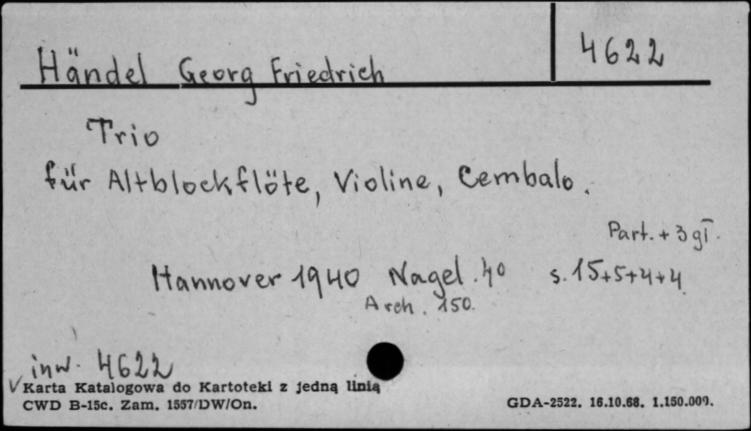 Händel Georg Friedrich
4622
Trio
für Altblockflöte, Violine, Cembalo.
Part. + 3 gł.
Hannover 1940 Nagel. 40 s. 15+5+4+4
Arch. 150.
inw. 4622
Karta Katalogowa do Kartoteki z jedną linią
CWD B-15c. Zam. 1557/DW/On.
GDA-2522. 16.10.68. 1.150.000.